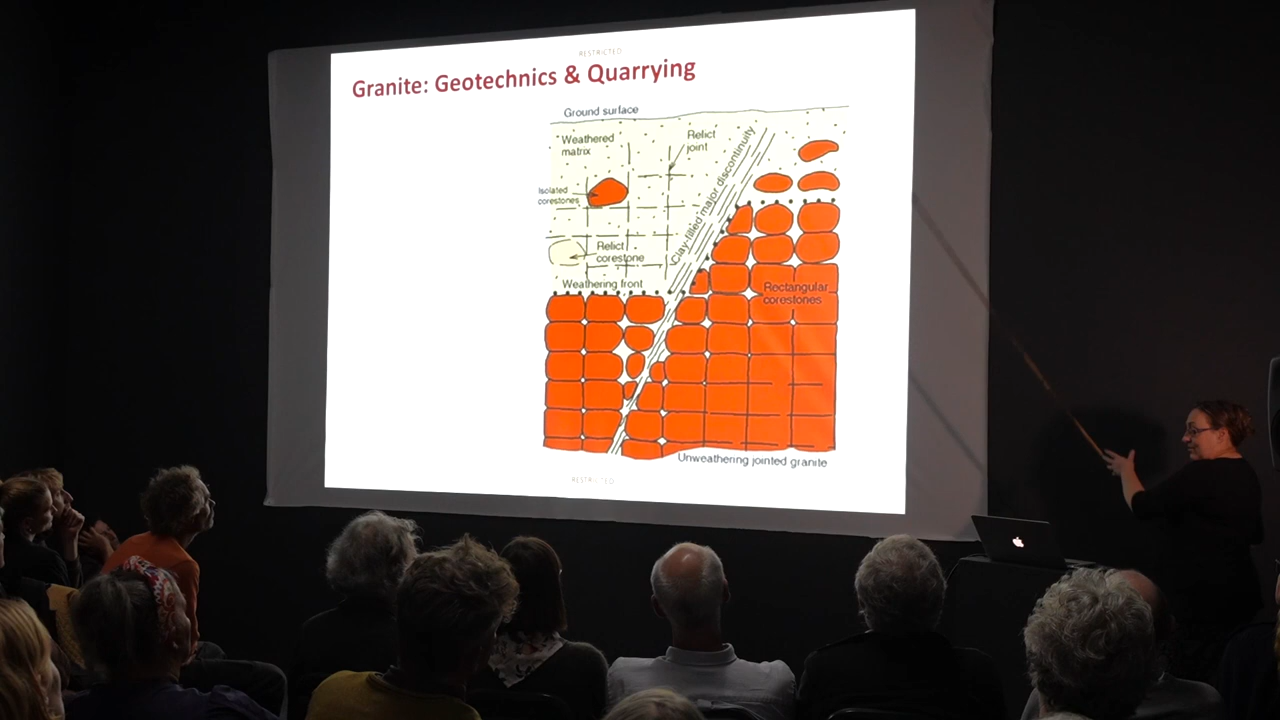 RESTRICTED
Granite: Geotechnics & Quarrying
Ground surface
Weathered
matrix
Relict
joint
Isolated
corestones
Clay-filled major discontinuity
Relict
corestone
Weathering front
Rectangular
corestones
Unweathering jointed granite
RESTRICTED